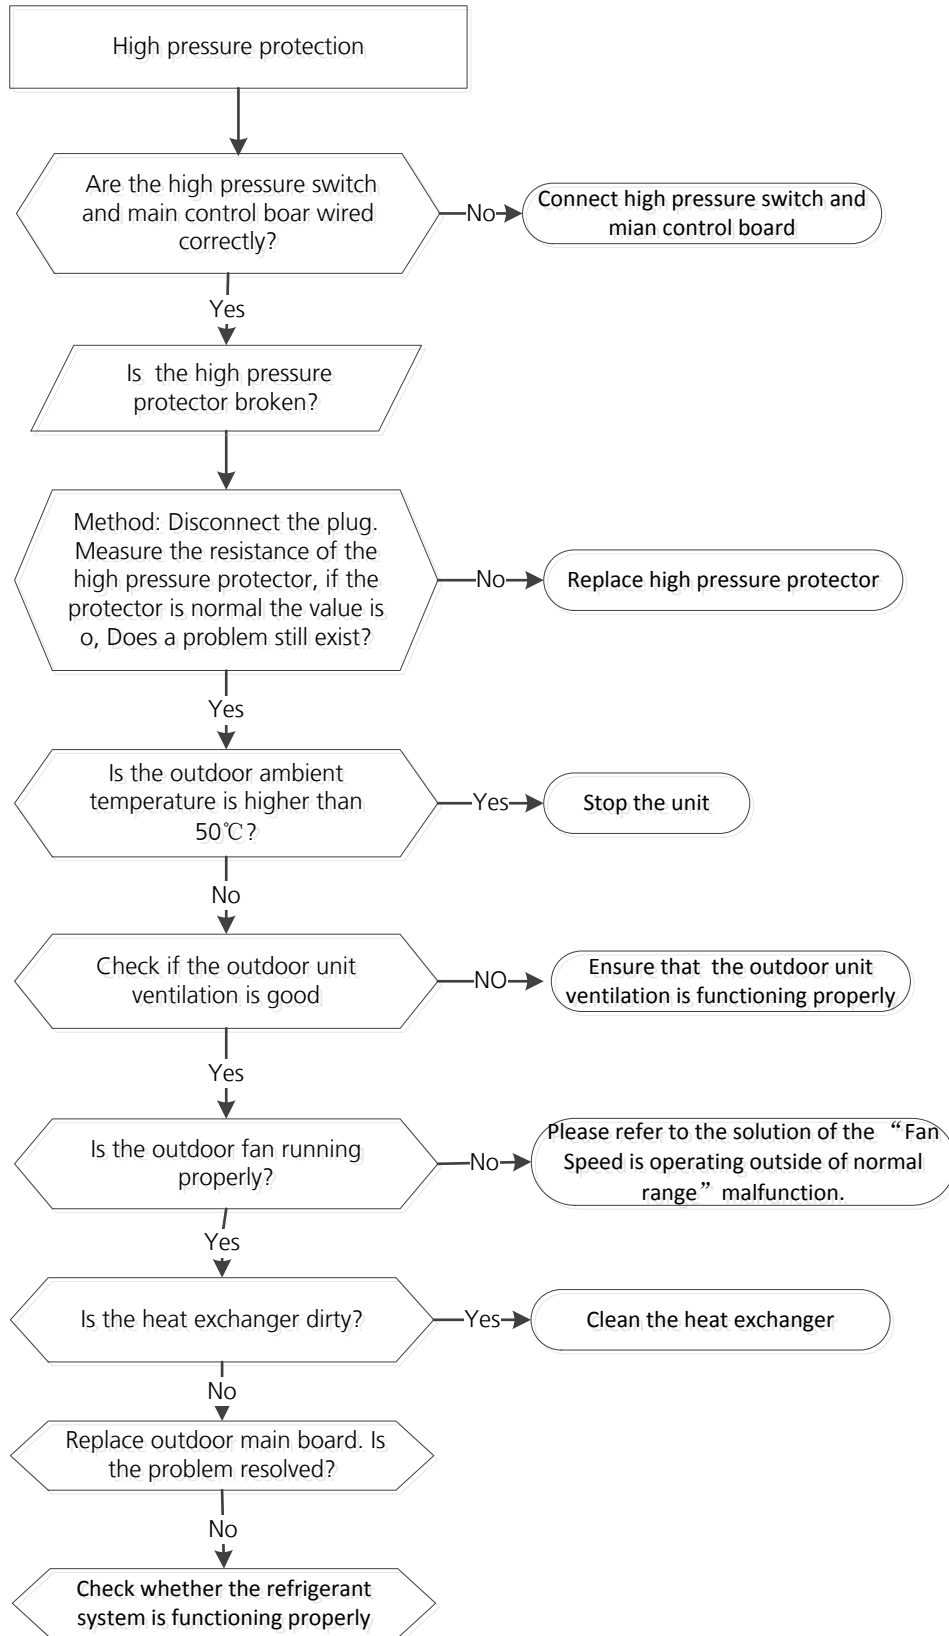 High pressure protection
Are the high pressure switch
and main control boar wired
correctly?
No
Connect high pressure switch and
mian control board
Yes
Is the high pressure
protector broken?
Method: Disconnect the plug.
Measure the resistance of the
high pressure protector, if the
protector is normal the value is
o, Does a problem still exist?
No
Replace high pressure protector
Yes
Is the outdoor ambient
temperature is higher than
50℃?
Yes
Stop the unit
No
Check if the outdoor unit
ventilation is good
NO
Ensure that the outdoor unit
ventilation is functioning properly
Yes
Is the outdoor fan running
properly?
No
Please refer to the solution of the “Fan
Speed is operating outside of normal
range” malfunction.
Yes
Is the heat exchanger dirty?
Yes
Clean the heat exchanger
No
Replace outdoor main board. Is
the problem resolved?
No
Check whether the refrigerant
system is functioning properly